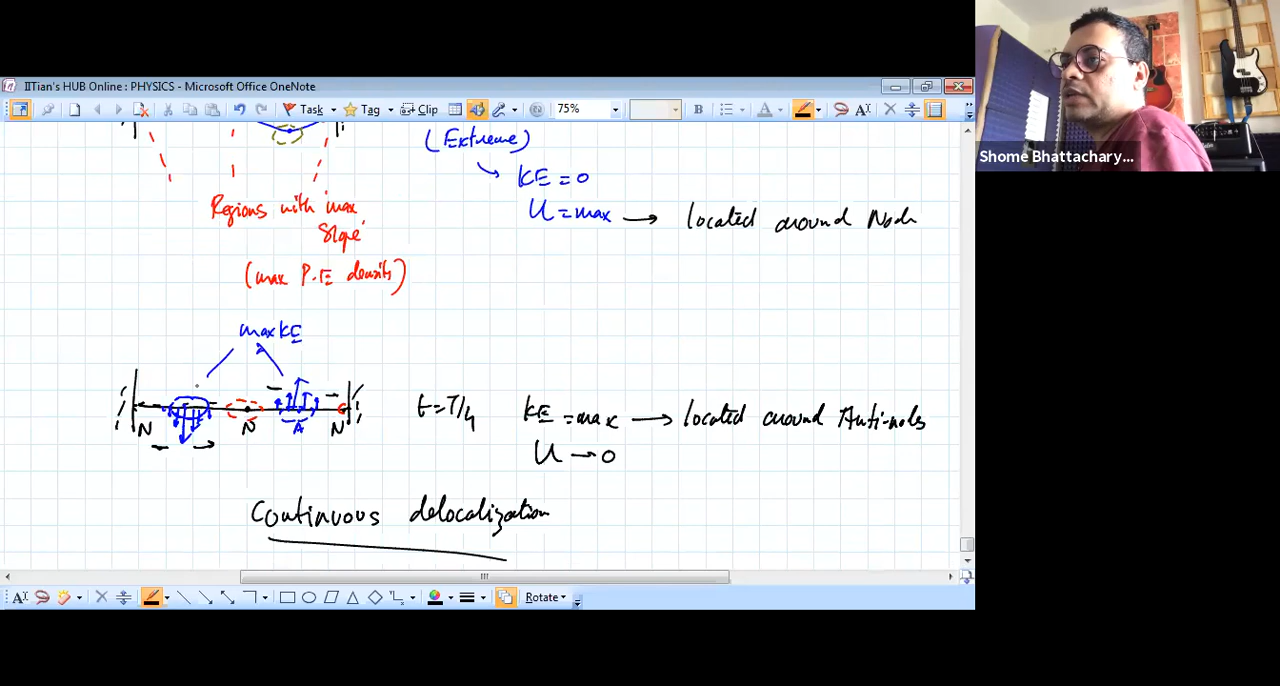 IITian's HUB Online : PHYSICS - Microsoft Office OneNote
Task Tag Clip 75% B A
(Extreme)
KE = 0
U = max → located around Node
Regions with 'max
Slope'
(max P.E density)
max KE
N N A N
t = T/4
KE = max → located around Anti-nodes
U → 0
Continuous delocalization
Rotate
Shome Bhattachary...